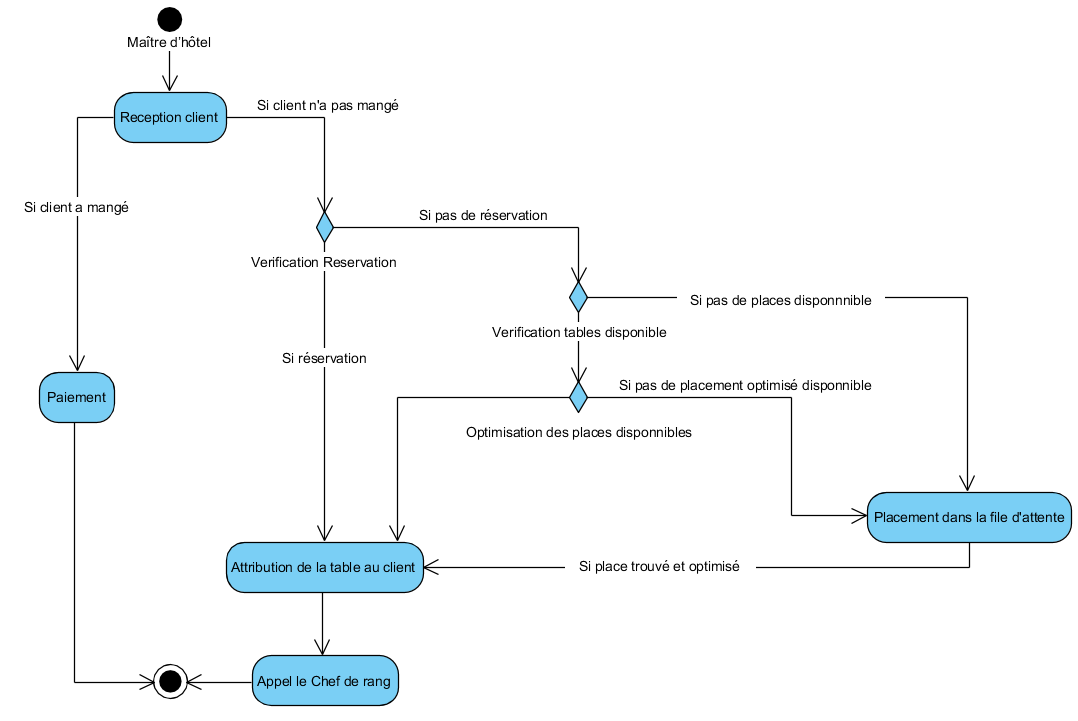 Maître d'hôtel
Si client n'a pas mangé
Reception client
Si client a mangé
Si pas de réservation
Verification Reservation
Si pas de places disponnnible
Verification tables disponible
Si réservation
Si pas de placement optimisé disponnible
Paiement
Optimisation des places disponnibles
Placement dans la file d'attente
Attribution de la table au client
Si place trouvé et optimisé
Appel le Chef de rang